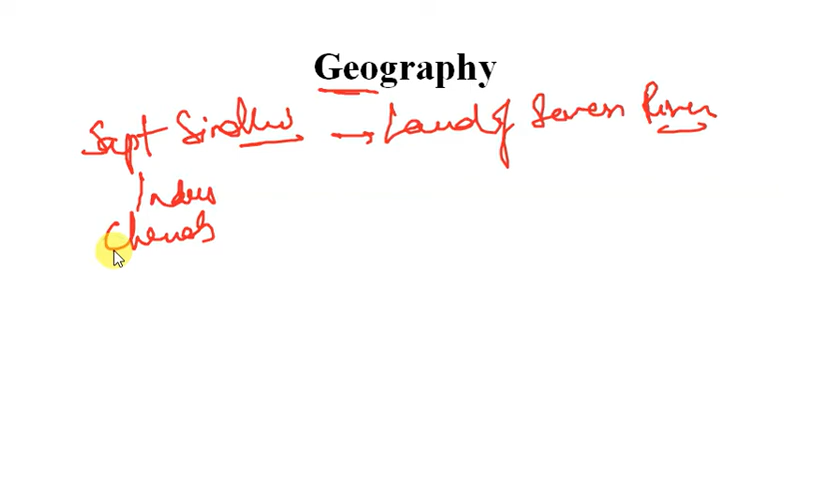 Geography
Sapt Sindhu → Land of Seven River
Indus
Chenab